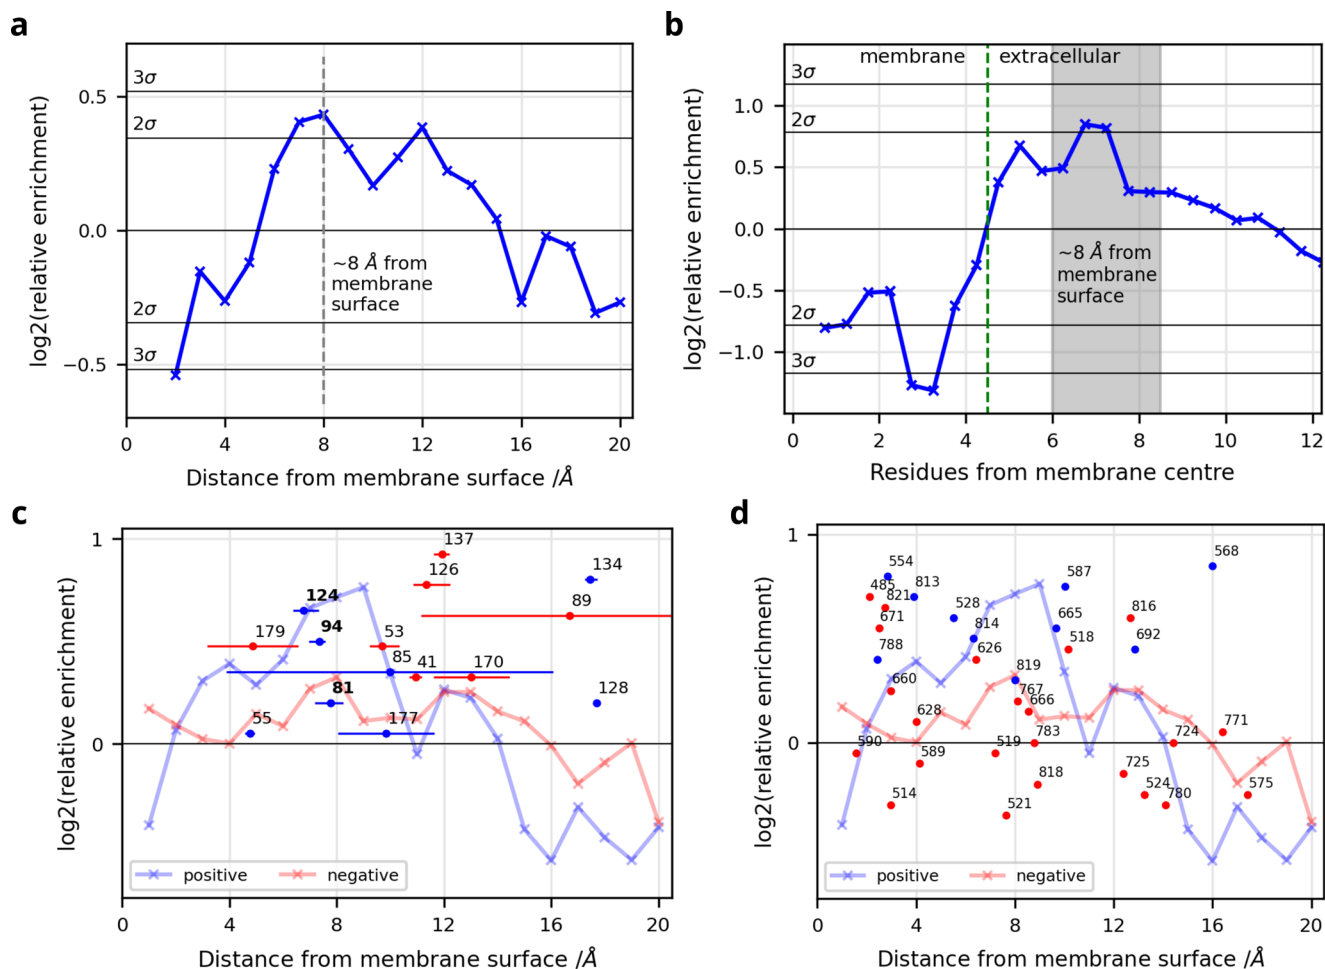 a
log2(relative enrichment)
0.5
0.0
−0.5
3σ
2σ
2σ
3σ
~8 Å from
membrane
surface
0 4 8 12 16 20
Distance from membrane surface /Å
b
log2(relative enrichment)
1.0
0.5
0.0
−0.5
−1.0
membrane extracellular
3σ
2σ
2σ
3σ
~8 Å from
membrane
surface
0 2 4 6 8 10 12
Residues from membrane centre
c
log2(relative enrichment)
1
0
137
134
126
124
89
94
179
53
85
41
170
81
128
55
177
positive negative
0 4 8 12 16 20
Distance from membrane surface /Å
d
log2(relative enrichment)
1
0
568
554
587
485
813
821
528
816
671
665
814
692
788
518
626
660
819
767
628
666
771
590
519
783
724
589
818
725
514
524
575
521
780
positive negative
0 4 8 12 16 20
Distance from membrane surface /Å